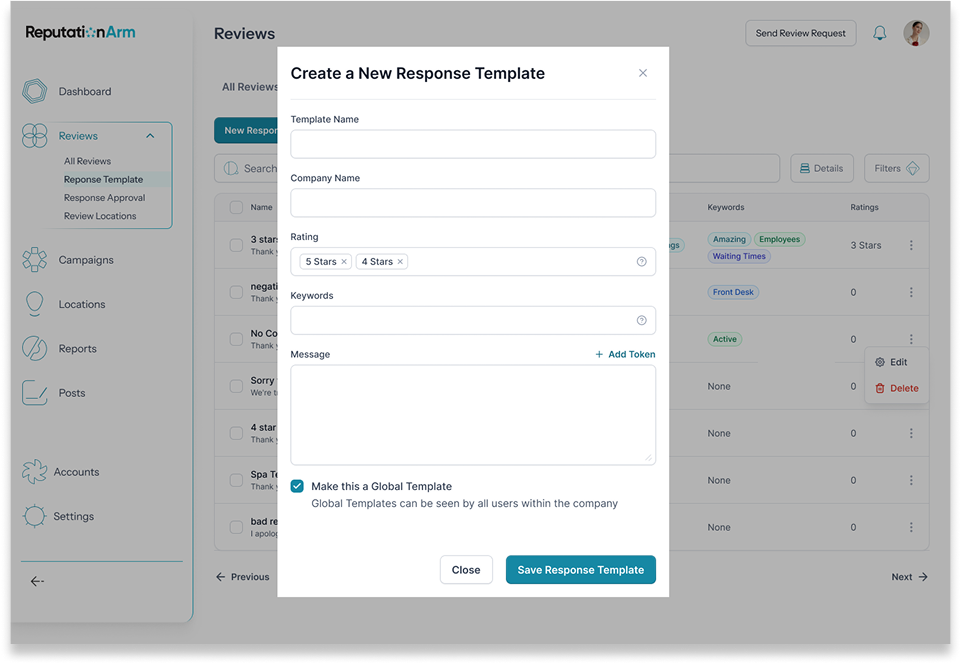 ReputationArm
Dashboard
Reviews
All Reviews
Reponse Template
Response Approval
Review Locations
Campaigns
Locations
Reports
Posts
Accounts
Settings
Reviews
Send Review Request
All Reviews
New Respon
Search
Details
Filters
Name
Keywords
Ratings
3 stars
Thank y
gs
Amazing
Employees
Waiting Times
3 Stars
negati
Thank y
Front Desk
0
No Co
Thank y
Active
0
Edit
Delete
Sorry
We're t
None
0
4 star
Thank y
None
0
Spa Te
Thank y
None
0
bad re
I apolog
None
0
Previous
Next
Create a New Response Template
Template Name
Company Name
Rating
5 Stars
4 Stars
Keywords
Message
+ Add Token
Make this a Global Template
Global Templates can be seen by all users within the company
Close
Save Response Template